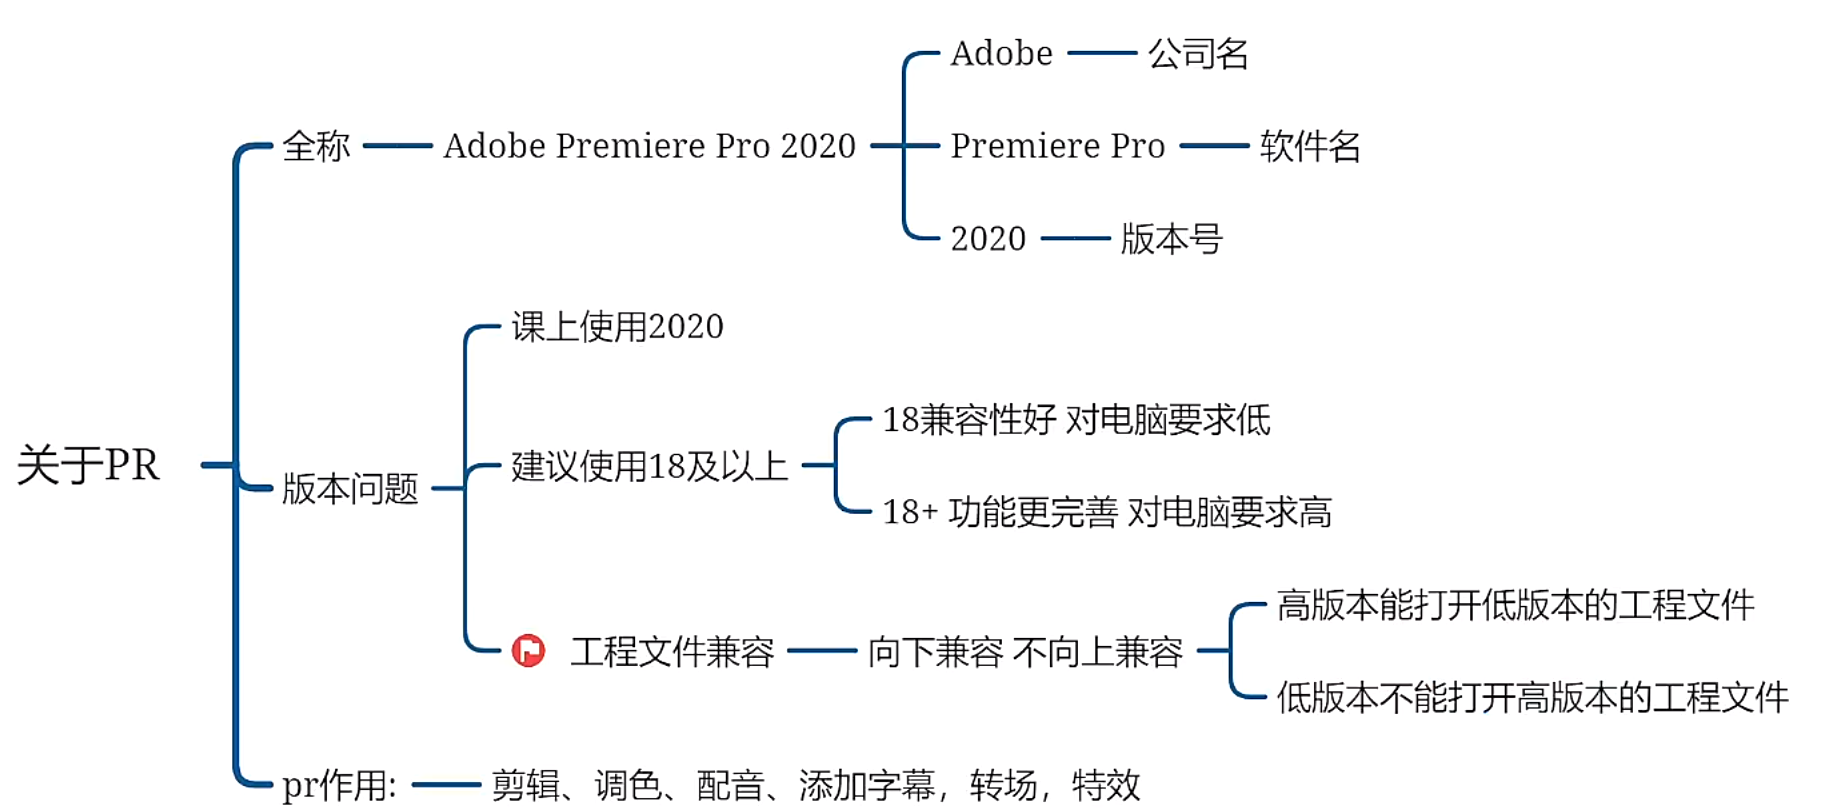 关于PR
全称
Adobe Premiere Pro 2020
Adobe
公司名
Premiere Pro
软件名
2020
版本号
版本问题
课上使用2020
建议使用18及以上
18兼容性好 对电脑要求低
18+ 功能更完善 对电脑要求高
工程文件兼容
向下兼容 不向上兼容
高版本能打开低版本的工程文件
低版本不能打开高版本的工程文件
pr作用:
剪辑、调色、配音、添加字幕，转场，特效